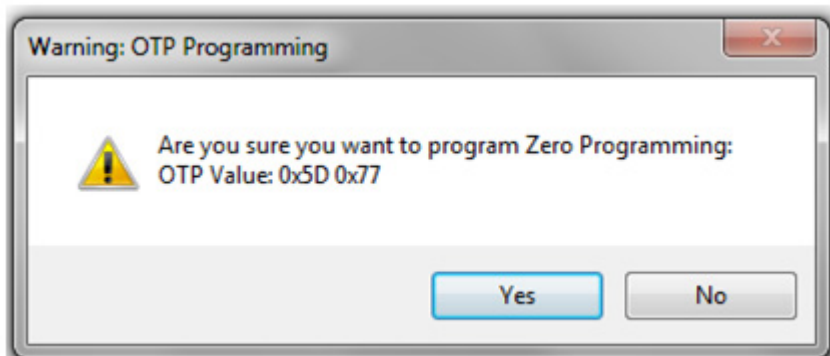 Warning: OTP Programming
Are you sure you want to program Zero Programming:
OTP Value: 0x5D 0x77
Yes No